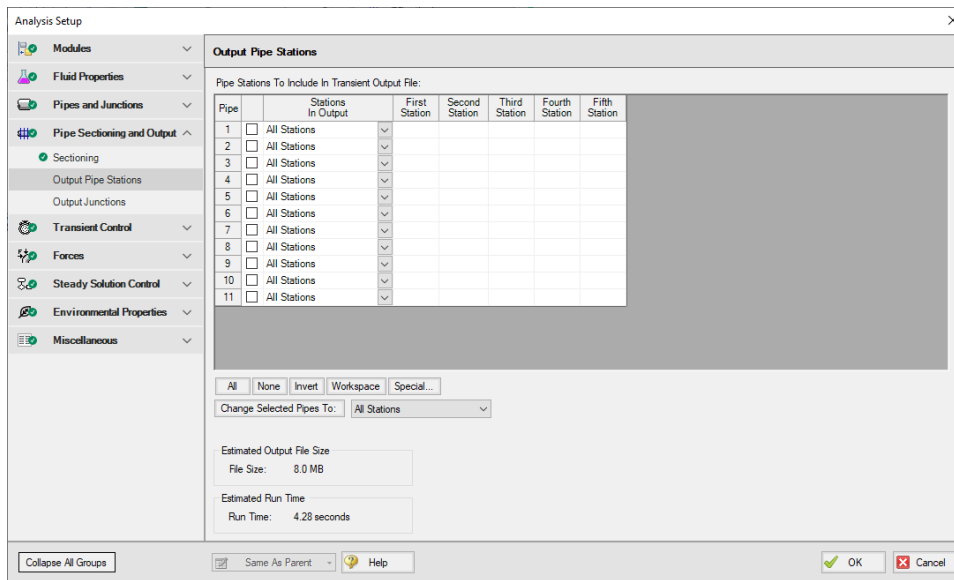 Analysis Setup
Modules
Fluid Properties
Pipes and Junctions
Pipe Sectioning and Output
Sectioning
Output Pipe Stations
Output Junctions
Transient Control
Forces
Steady Solution Control
Environmental Properties
Miscellaneous
Collapse All Groups
Output Pipe Stations
Pipe Stations To Include In Transient Output File:
Pipe Stations In Output First Station Second Station Third Station Fourth Station Fifth Station
1 All Stations
2 All Stations
3 All Stations
4 All Stations
5 All Stations
6 All Stations
7 All Stations
8 All Stations
9 All Stations
10 All Stations
11 All Stations
All None Invert Workspace Special...
Change Selected Pipes To: All Stations
Estimated Output File Size
File Size: 8.0 MB
Estimated Run Time
Run Time: 4.28 seconds
Same As Parent Help OK Cancel